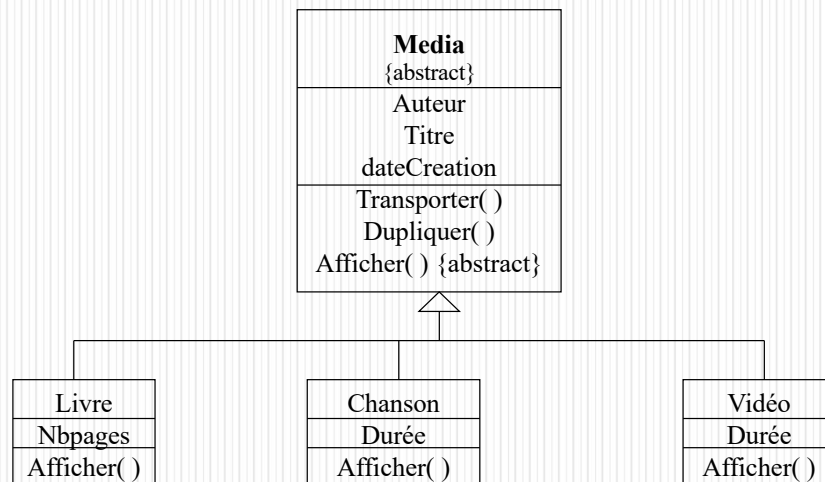 Media
{abstract}
Auteur
Titre
dateCreation
Transporter( )
Dupliquer( )
Afficher( ) {abstract}
Livre
Nbpages
Afficher( )
Chanson
Durée
Afficher( )
Vidéo
Durée
Afficher( )